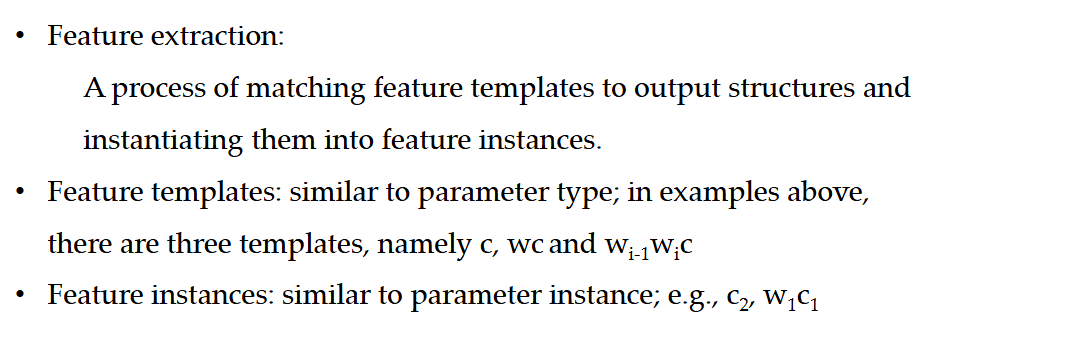 • Feature extraction:
A process of matching feature templates to output structures and
instantiating them into feature instances.
• Feature templates: similar to parameter type; in examples above,
there are three templates, namely c, wc and wᵢ₋₁wᵢc
• Feature instances: similar to parameter instance; e.g., c₂, w₁c₁